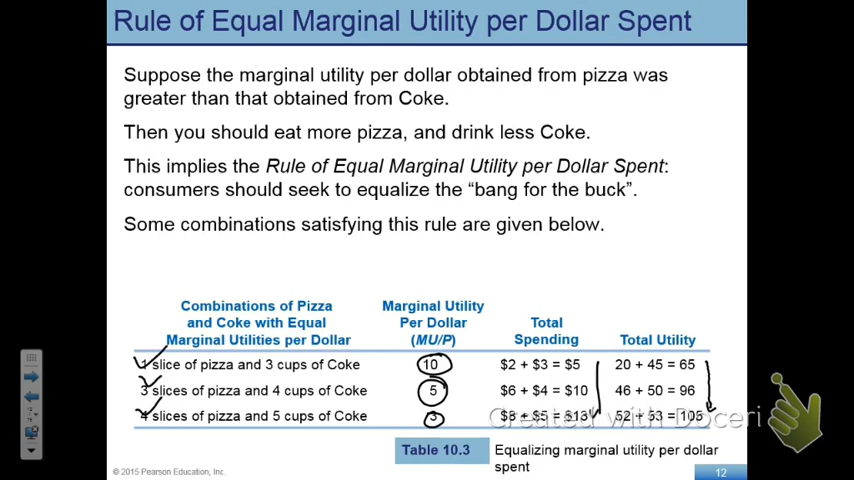 Rule of Equal Marginal Utility per Dollar Spent
Suppose the marginal utility per dollar obtained from pizza was
greater than that obtained from Coke.
Then you should eat more pizza, and drink less Coke.
This implies the Rule of Equal Marginal Utility per Dollar Spent:
consumers should seek to equalize the “bang for the buck”.
Some combinations satisfying this rule are given below.
Combinations of Pizza
and Coke with Equal
Marginal Utilities per Dollar
Marginal Utility
Per Dollar
(MU/P)
Total
Spending
Total Utility
1 slice of pizza and 3 cups of Coke 10 $2 + $3 = $5 20 + 45 = 65
3 slices of pizza and 4 cups of Coke 5 $6 + $4 = $10 46 + 50 = 96
4 slices of pizza and 5 cups of Coke 3 $8 + $5 = $13 52 + 53 = 105
Created with Doceri
Table 10.3 Equalizing marginal utility per dollar
spent
© 2015 Pearson Education, Inc. 12